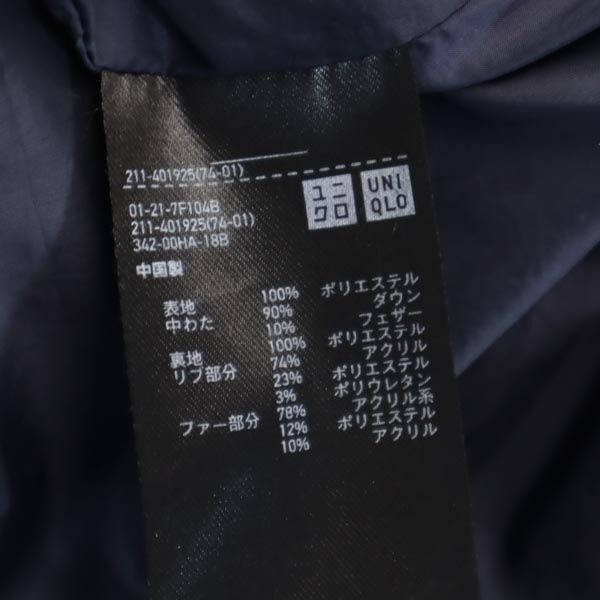 211-401925(74-01)
01-21-7F104B
211-401925(74-01)
342-00HA-18B
ユニ
クロ
UNI
QLO
中国製
表地 100% ポリエステル
中わた 90% ダウン
10% フェザー
裏地 100% ポリエステル
リブ部分 74% アクリル
23% ポリエステル
3% ポリウレタン
ファー部分 78% アクリル系
12% ポリエステル
10% アクリル